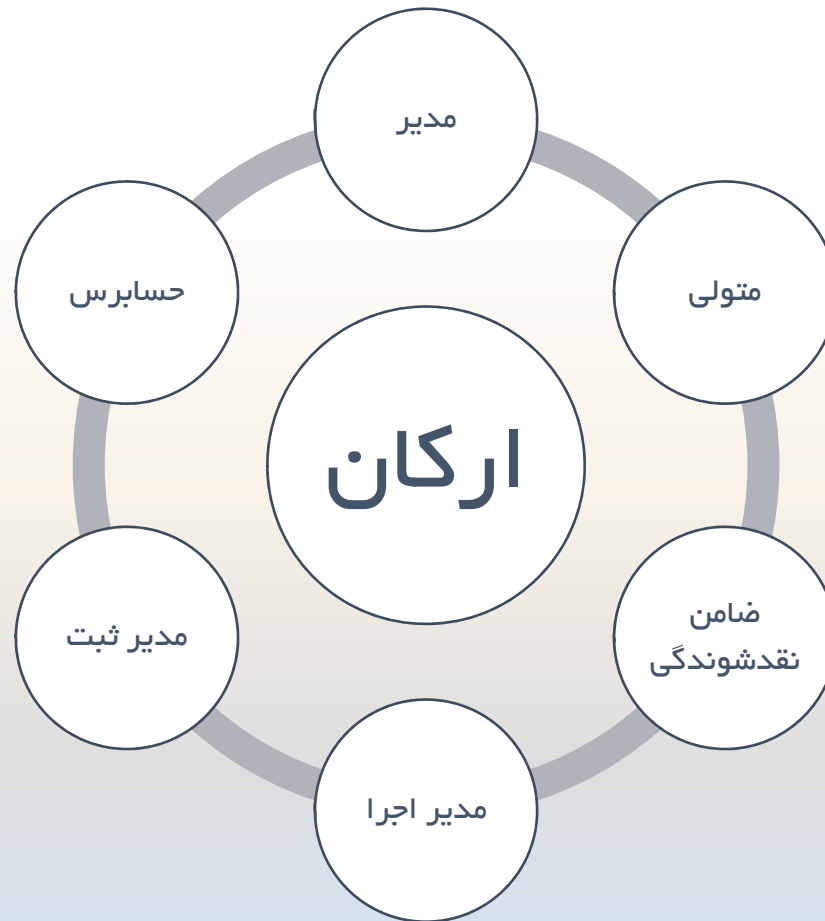 مدیر
متولی
حسابرس
ارکان
ضامن
نقدشوندگی
مدیر ثبت
مدیر اجرا